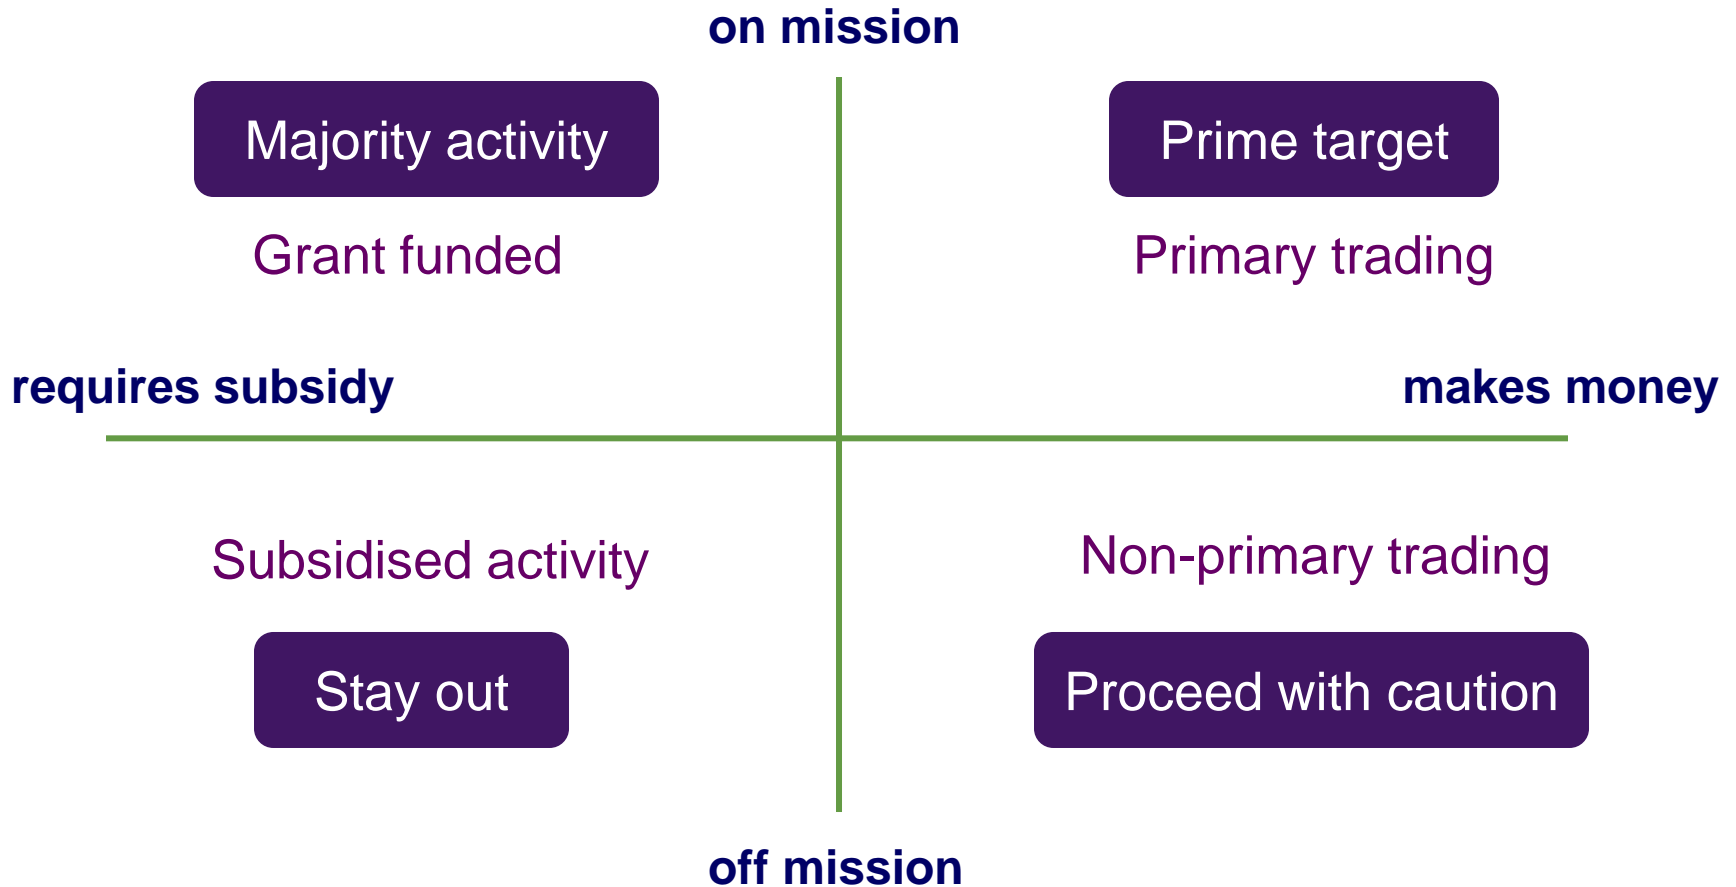 on mission
Majority activity
Prime target
Grant funded
Primary trading
requires subsidy
makes money
Subsidised activity
Non-primary trading
Stay out
Proceed with caution
off mission